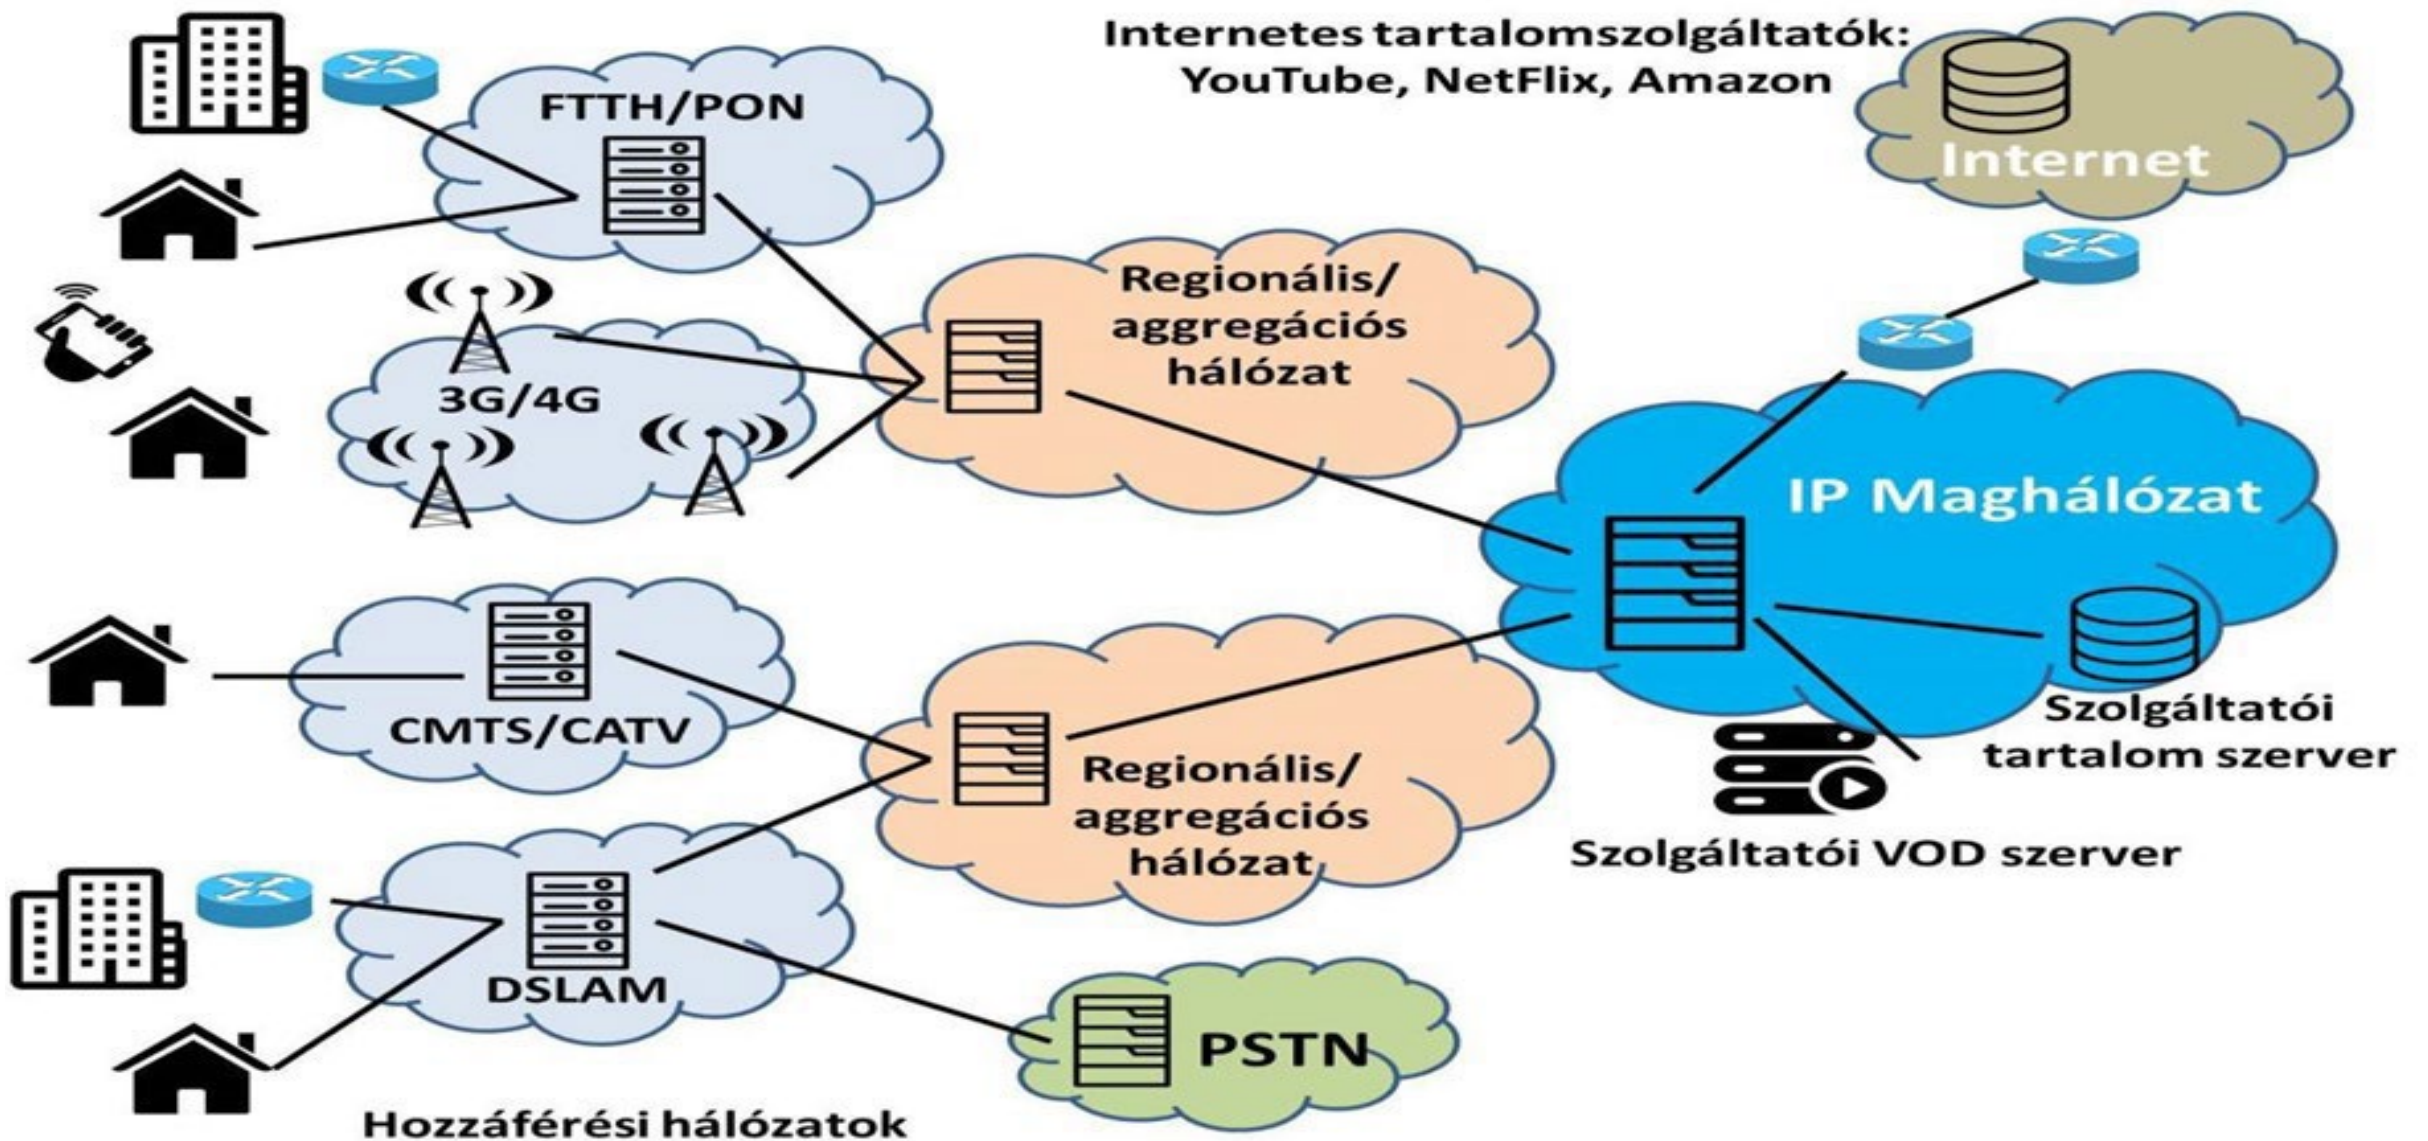 Internetes tartalomszolgáltatók:
YouTube, NetFlix, Amazon
Internet
FTTH/PON
Regionális/
aggregációs
hálózat
3G/4G
IP Maghálózat
CMTS/CATV
Szolgáltatói
tartalom szerver
Regionális/
aggregációs
hálózat
Szolgáltatói VOD szerver
DSLAM
PSTN
Hozzáférési hálózatok